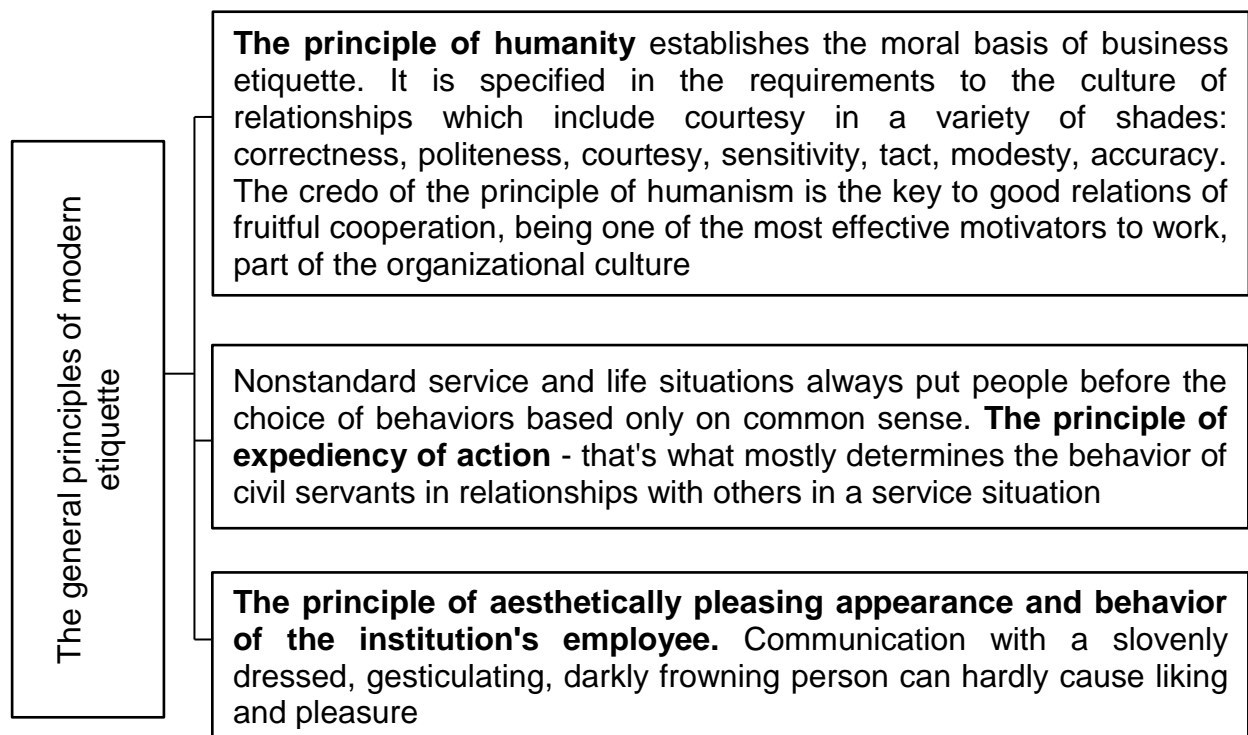 The general principles of modern
etiquette
The principle of humanity establishes the moral basis of business
etiquette. It is specified in the requirements to the culture of
relationships which include courtesy in a variety of shades:
correctness, politeness, courtesy, sensitivity, tact, modesty, accuracy.
The credo of the principle of humanism is the key to good relations of
fruitful cooperation, being one of the most effective motivators to work,
part of the organizational culture
Nonstandard service and life situations always put people before the
choice of behaviors based only on common sense. The principle of
expediency of action - that's what mostly determines the behavior of
civil servants in relationships with others in a service situation
The principle of aesthetically pleasing appearance and behavior
of the institution's employee. Communication with a slovenly
dressed, gesticulating, darkly frowning person can hardly cause liking
and pleasure